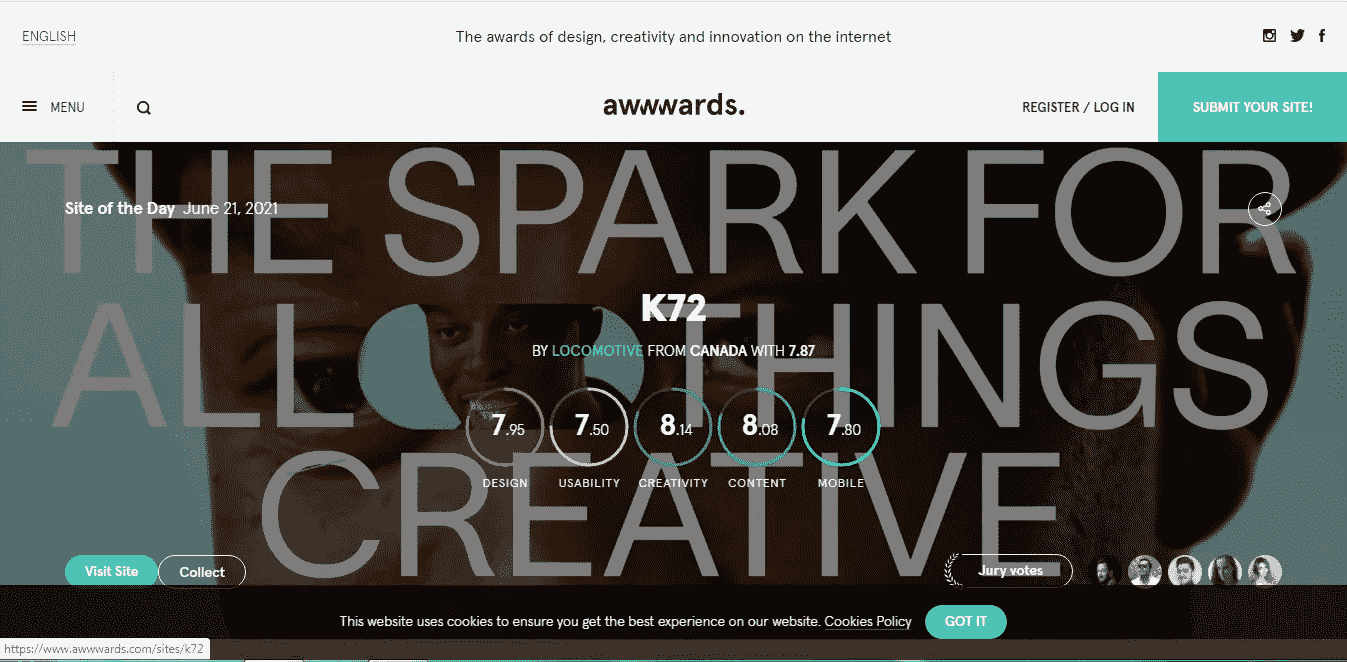 ENGLISH
The awards of design, creativity and innovation on the internet
MENU
awwwards.
REGISTER / LOG IN
SUBMIT YOUR SITE!
THE SPARK FOR
Site of the Day June 21, 2021
ALL THINGS
K72
BY LOCOMOTIVE FROM CANADA WITH 7.87
7.95 7.50 8.14 8.08 7.80
DESIGN USABILITY CREATIVITY CONTENT MOBILE
CREATIVE
Visit Site
Collect
Jury votes
This website uses cookies to ensure you get the best experience on our website. Cookies Policy
GOT IT
https://www.awwwards.com/sites/k72